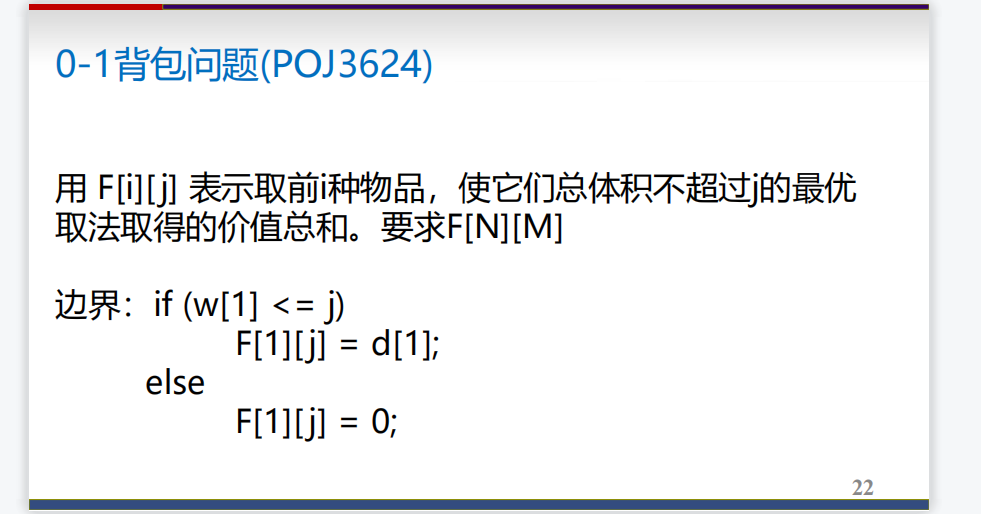 0-1背包问题(POJ3624)
用 F[i][j] 表示取前i种物品，使它们总体积不超过j的最优
取法取得的价值总和。要求F[N][M]
边界：if (w[1] <= j)
F[1][j] = d[1];
else
F[1][j] = 0;
22